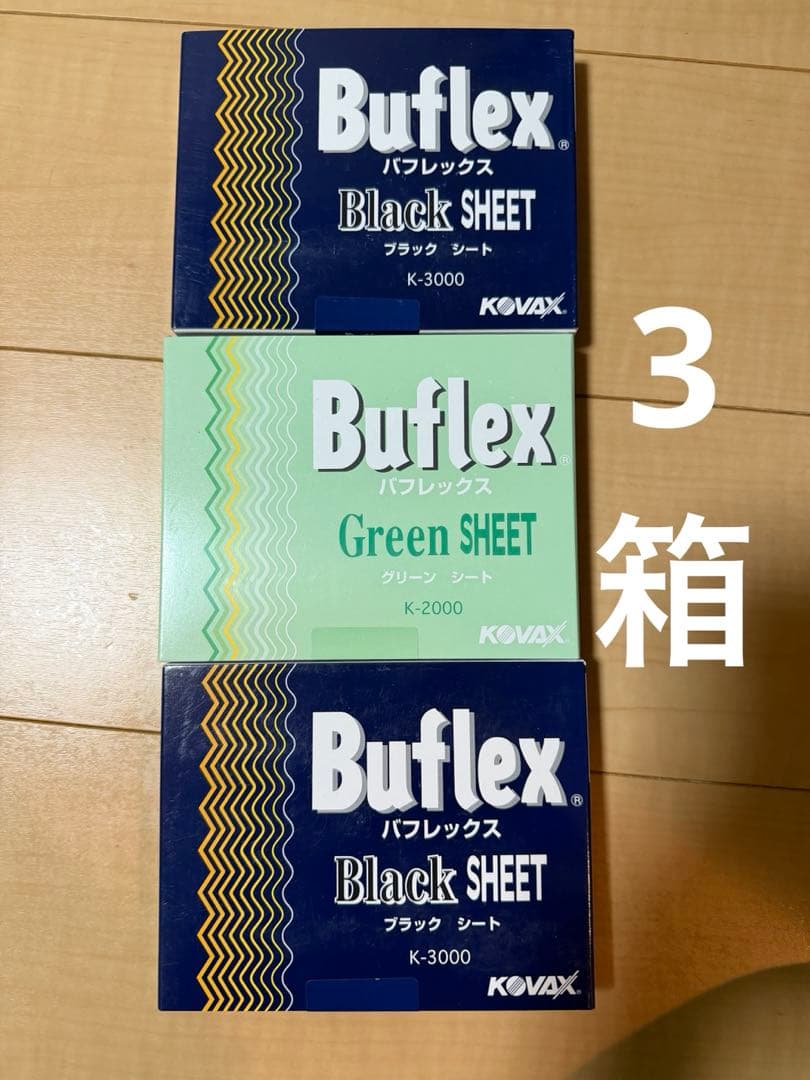 Buflex®
バフレックス
Black SHEET
ブラック シート
K-3000
KOVAX®
Buflex®
バフレックス
Green SHEET
グリーン シート
K-2000
KOVAX®
Buflex®
バフレックス
Black SHEET
ブラック シート
K-3000
KOVAX®
3
箱